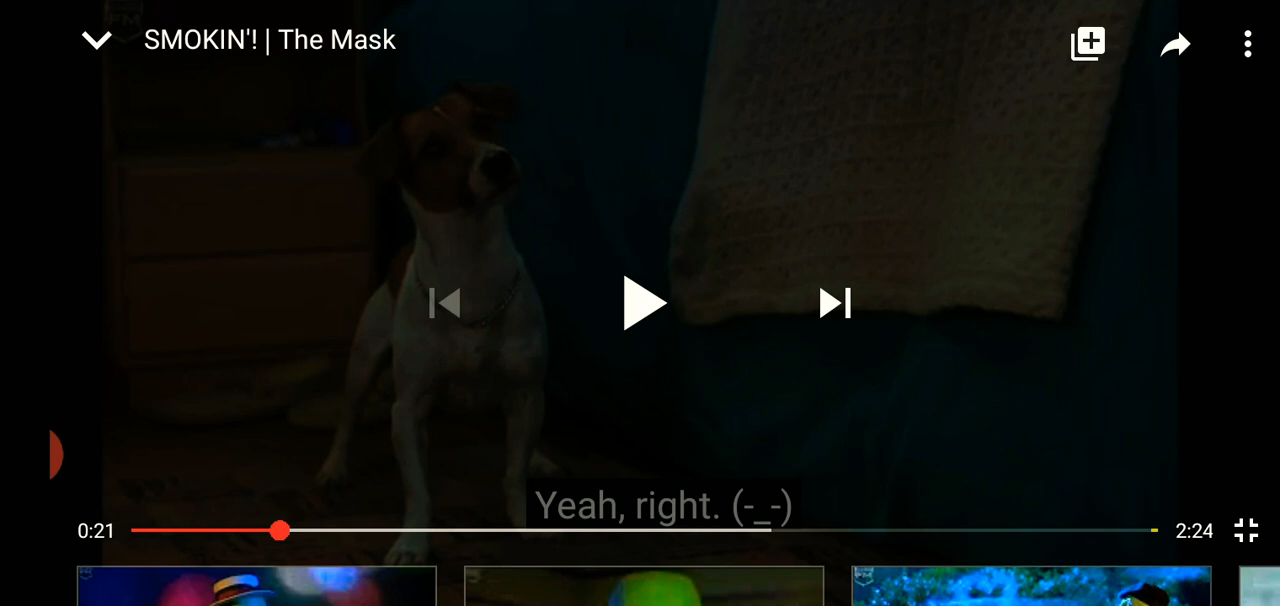 SMOKIN'! | The Mask
Yeah, right. (-_-)
0:21
2:24